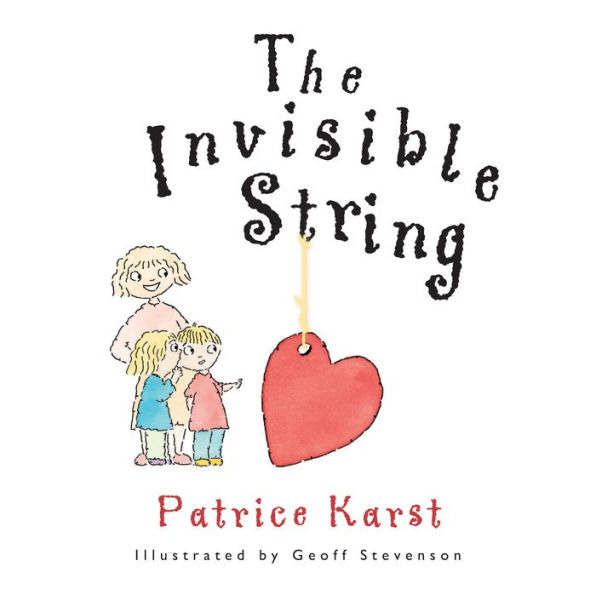 The
Invisible
String
Patrice Karst
Illustrated by Geoff Stevenson